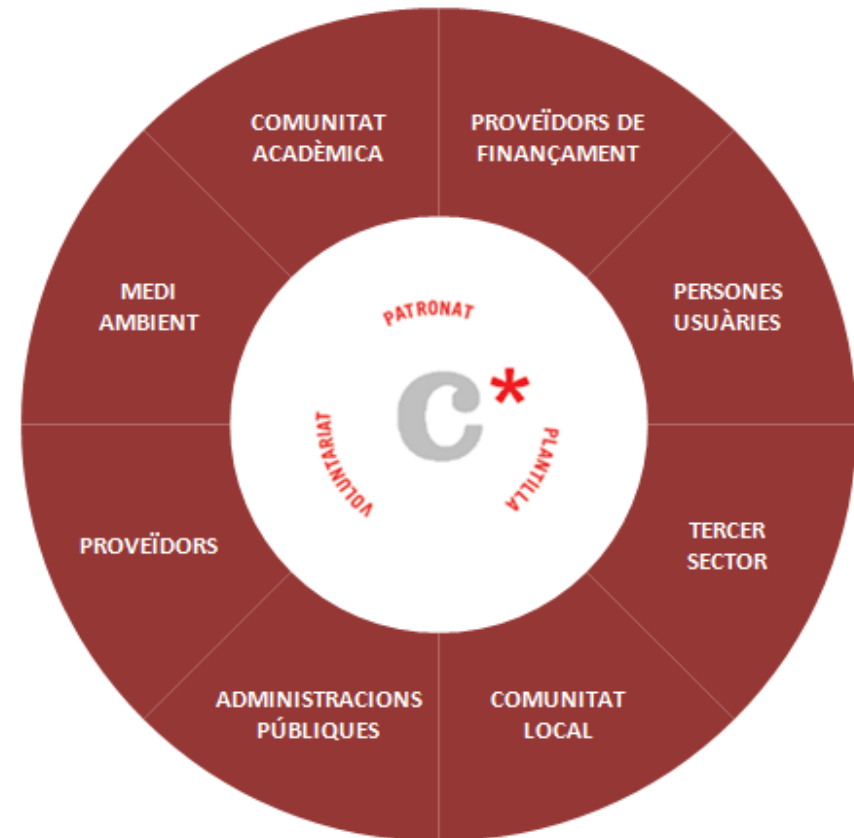 COMUNITAT
ACADÈMICA
PROVEÏDORS DE
FINANÇAMENT
MEDI
AMBIENT
PERSONES
USUÀRIES
PATRONAT
C*
VOLUNTARIAT
PLANTILLA
PROVEÏDORS
TERCER
SECTOR
ADMINISTRACIONS
PÚBLIQUES
COMUNITAT
LOCAL